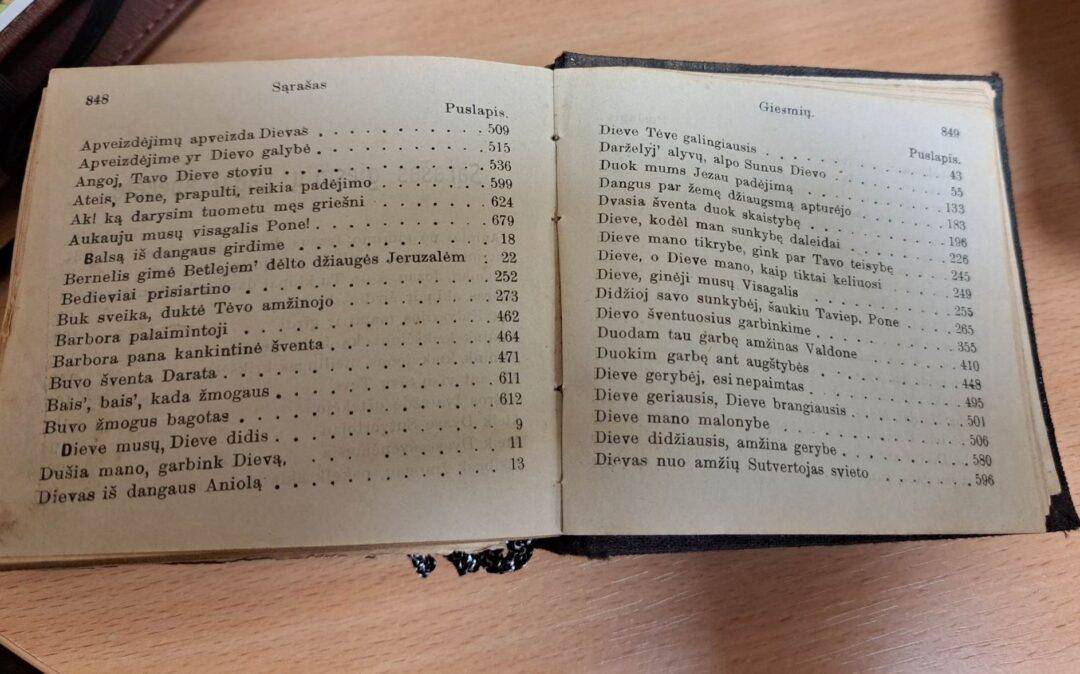 848
Sąrašas
Puslapis.
Apveizdėjimų apveizda Dievas . . . . . . . . . . 509
Apveizdėjime yr Dievo galybė . . . . . . . . . . 515
Angoj, Tavo Dieve stoviu . . . . . . . . . . . 536
Ateis, Pone, prapulti, reikia padėjimo . . . . . . . 599
Ak! ką darysim tuometu męs griešni . . . . . . . 624
Aukauju musų visagalis Pone! . . . . . . . . . . 679
Balsą iš dangaus girdime . . . . . . . . . . . 18
Bernelis gimė Betlejem' dėlto džiaugės Jeruzalėm . 22
Bedieviai prisiartino . . . . . . . . . . . . . 252
Buk sveika, duktė Tėvo amžinojo . . . . . . . . 273
Barbora palaimintoji . . . . . . . . . . . . . 462
Barbora pana kankintinė šventa . . . . . . . . . 464
Buvo šventa Darata . . . . . . . . . . . . . . 471
Bais', bais', kada žmogaus . . . . . . . . . . . 611
Buvo žmogus bagotas . . . . . . . . . . . . . 612
Dieve musų, Dieve didis . . . . . . . . . . . . 9
Dušia mano, garbink Dievą, . . . . . . . . . . 11
Dievas iš dangaus Aniolą . . . . . . . . . . . 13
Giesmių.
849
Puslapis.
Dieve Tėve galingiausis . . . . . . . . . . . 43
Darželyj' alyvų, alpo Sunus Dievo . . . . . . . 55
Duok mums Jezau padėjimą . . . . . . . . . . 133
Dangus par žemę džiaugsmą apturėjo . . . . . . 183
Dvasia šventa duok skaistybę . . . . . . . . . 196
Dieve, kodėl man sunkybę daleidai . . . . . . . 226
Dieve mano tikrybe, gink par Tavo teisybę . . . . 245
Dieve, o Dieve mano, kaip tiktai keliuosi . . . . 249
Dieve, ginėji musų Visagalis . . . . . . . . . 255
Didžioj savo sunkybėj, šaukiu Taviep, Pone . . . . 265
Dievo šventuosius garbinkime . . . . . . . . . 355
Duodam tau garbę amžinas Valdone . . . . . . . 410
Duokim garbę ant augštybės . . . . . . . . . . 448
Dieve gerybėj, esi nepaimtas . . . . . . . . . 495
Dieve geriausis, Dieve brangiausis . . . . . . . 501
Dieve mano malonybe . . . . . . . . . . . . 506
Dieve didžiausis, amžina gerybe . . . . . . . . 580
Dievas nuo amžių Sutvertojas svieto . . . . . . 596